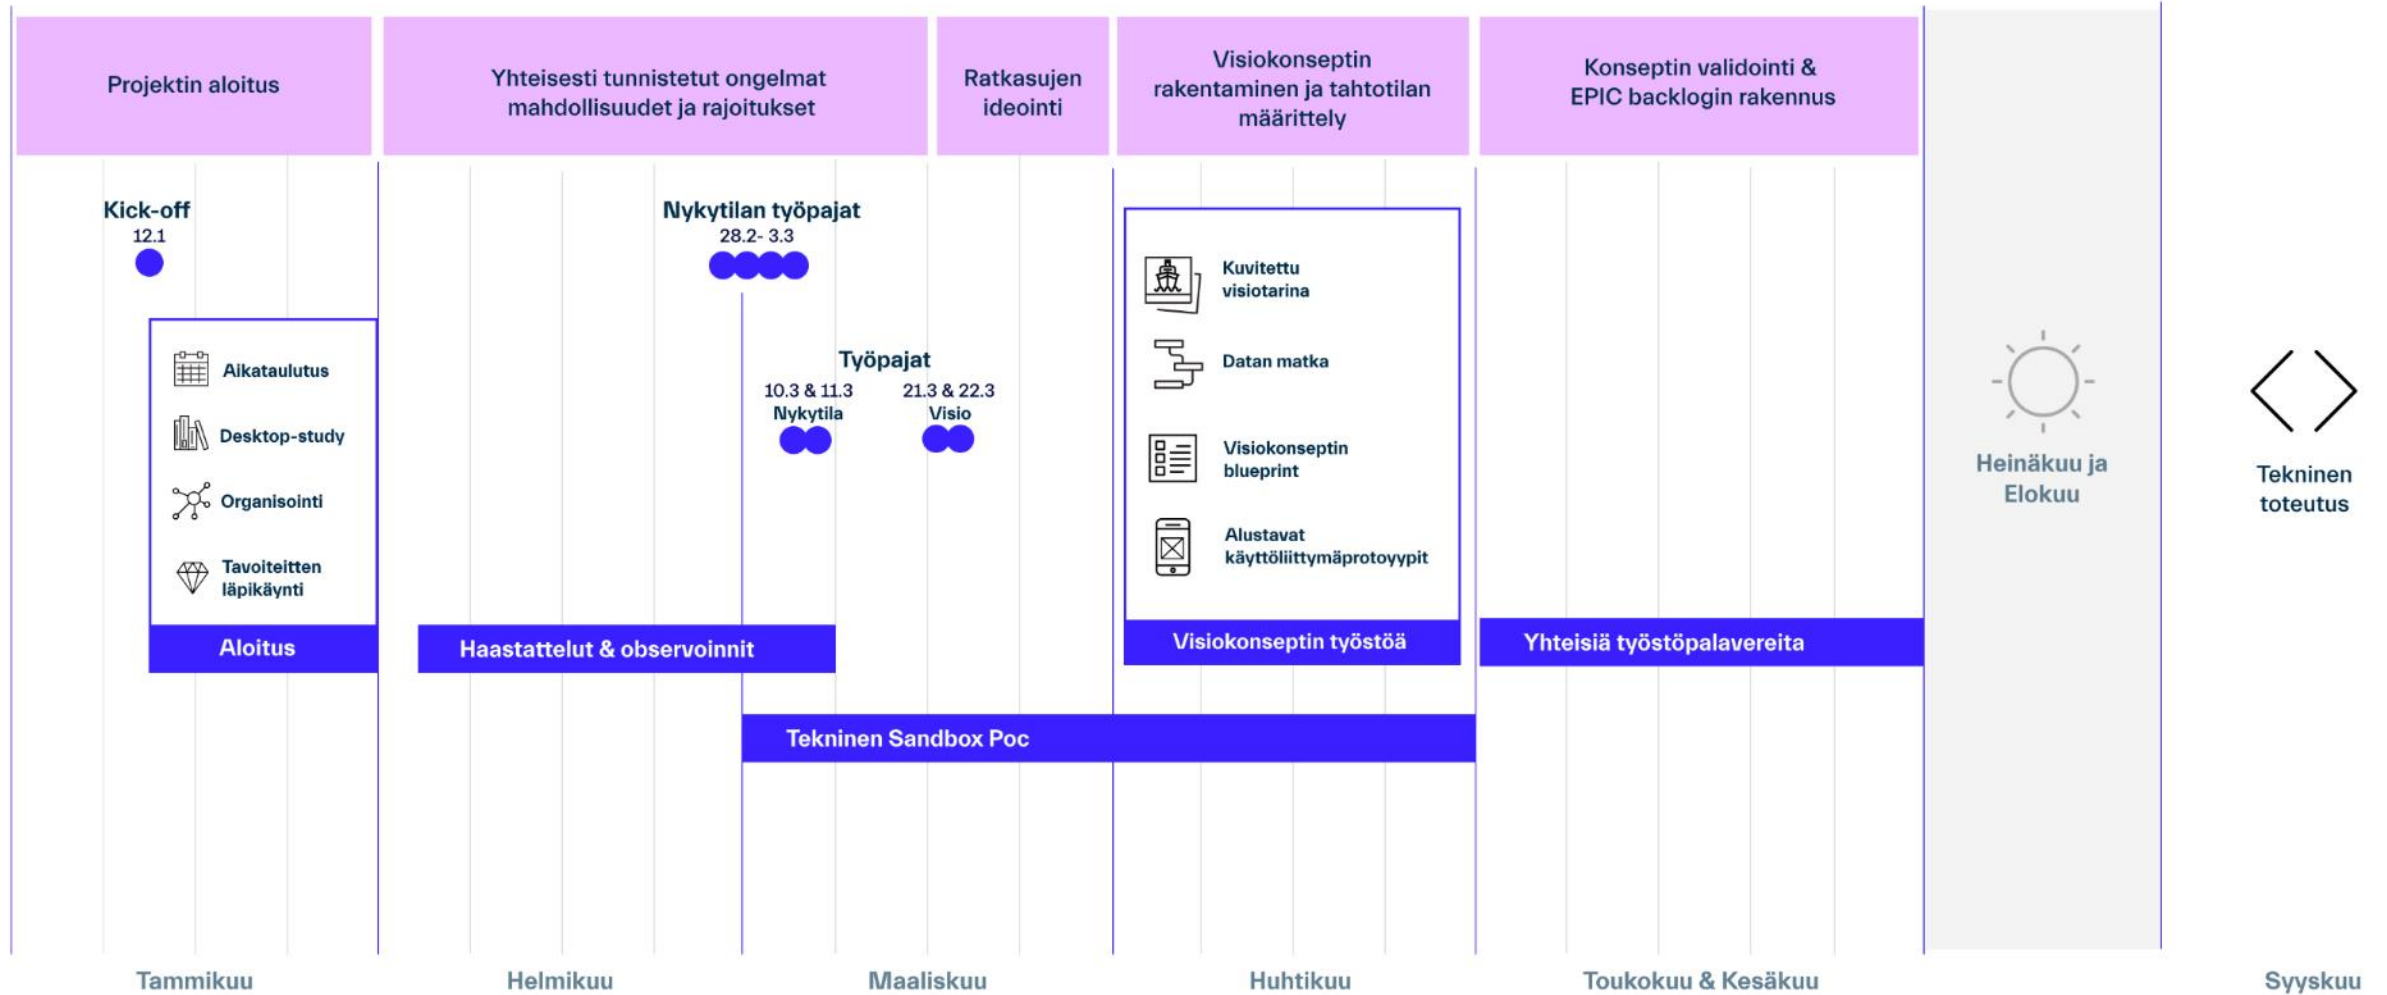 Projektin aloitus
Yhteisesti tunnistetut ongelmat
mahdollisuudet ja rajoitukset
Ratkasujen
ideointi
Visiokonseptin
rakentaminen ja tahtotilan
määrittely
Konseptin validointi &
EPIC backlogin rakennus
Kick-off
12.1
Nykytilan työpajat
28.2- 3.3
Työpajat
10.3 & 11.3
Nykytila
21.3 & 22.3
Visio
Aikataulutus
Desktop-study
Organisointi
Tavoiteitten
läpikäynti
Aloitus
Haastattelut & observoinnit
Tekninen Sandbox Poc
Kuvitettu
visiotarina
Datan matka
Visiokonseptin
blueprint
Alustavat
käyttöliittymäprotoyypit
Visiokonseptin työstöä
Yhteisiä työstöpalavereita
Heinäkuu ja
Elokuu
Tekninen
toteutus
Tammikuu
Helmikuu
Maaliskuu
Huhtikuu
Toukokuu & Kesäkuu
Syyskuu